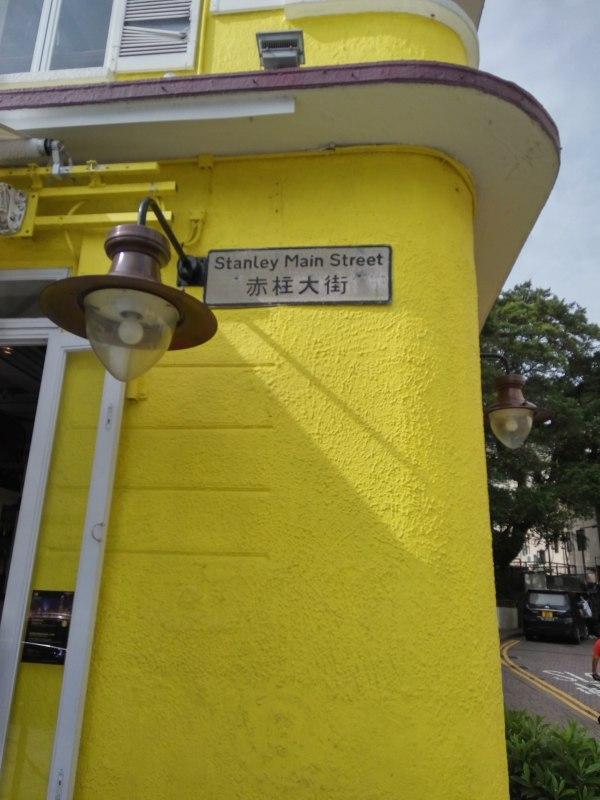 Stanley Main Street
赤柱大街